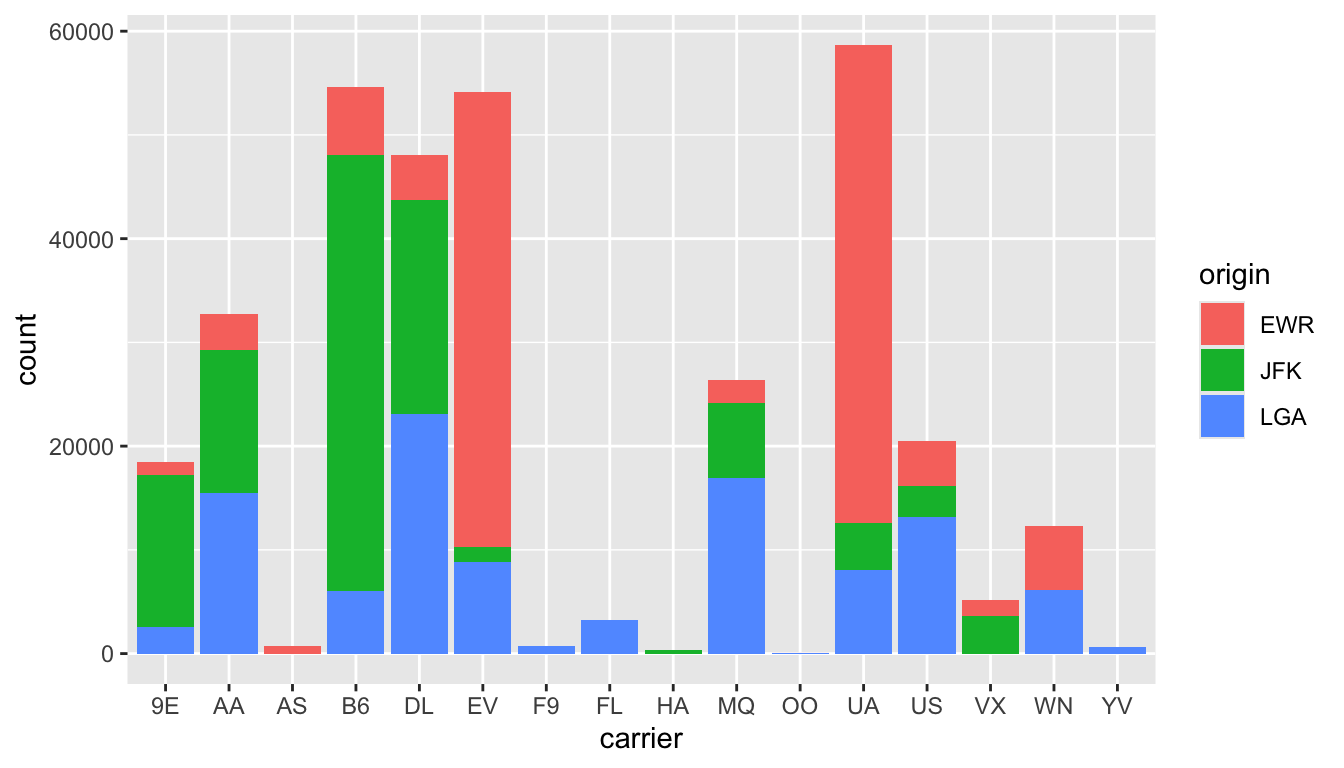 60000
40000
20000
0
count
9E AA AS B6 DL EV F9 FL HA MQ OO UA US VX WN YV
carrier
origin
EWR
JFK
LGA